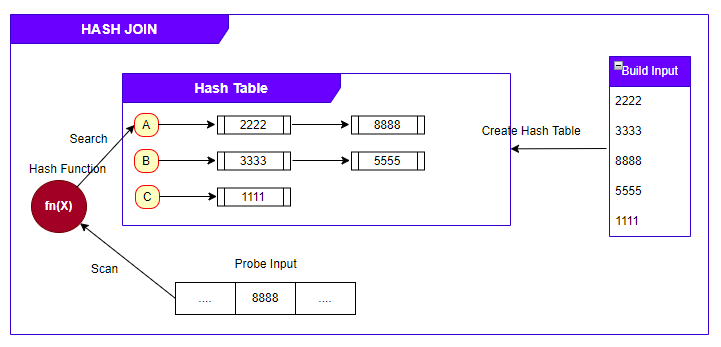 HASH JOIN
Hash Table
Build Input
A 2222 8888
2222
Search
Create Hash Table
3333
B 3333 5555
8888
Hash Function
5555
C 1111
fn(X)
1111
Scan
Probe Input
.... 8888 ....